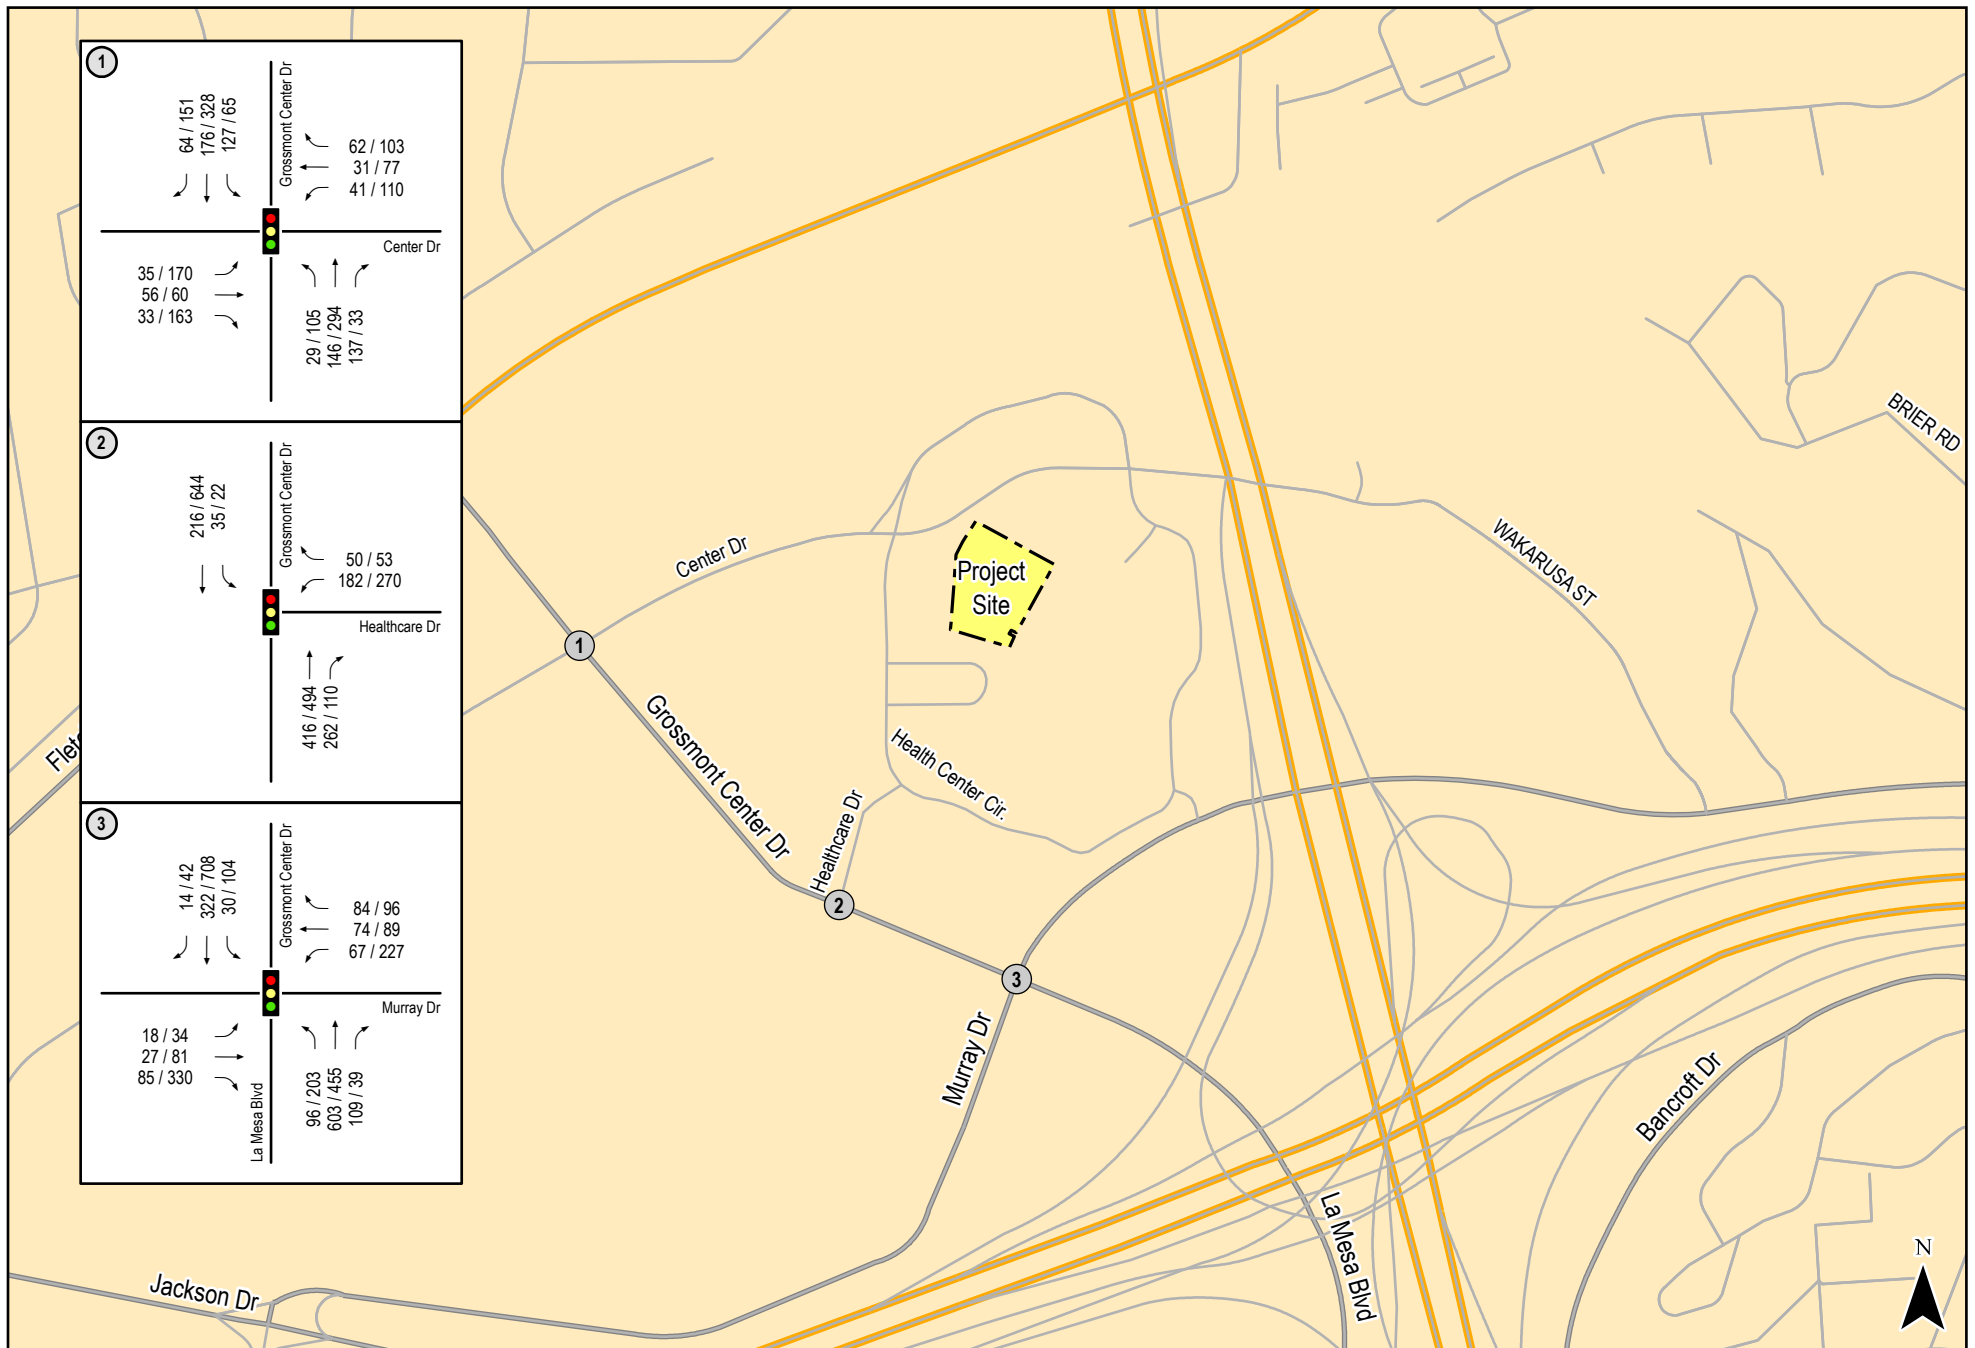 1
64 / 151
176 / 328
127 / 65
Grossmont Center Dr
62 / 103
31 / 77
41 / 110
Center Dr
35 / 170
56 / 60
33 / 163
29 / 105
146 / 294
137 / 33
2
216 / 644
35 / 22
Grossmont Center Dr
50 / 53
182 / 270
Healthcare Dr
416 / 494
262 / 110
3
14 / 42
322 / 708
30 / 104
Grossmont Center Dr
84 / 96
74 / 89
67 / 227
Murray Dr
18 / 34
27 / 81
85 / 330
La Mesa Blvd
96 / 203
603 / 455
109 / 39
BRIER RD
WAKARUSA ST
Center Dr
Project
Site
1
Grossmont Center Dr
Health Center Cir.
Healthcare Dr
2
3
Murray Dr
Bancroft Dr
La Mesa Blvd
Jackson Dr
N